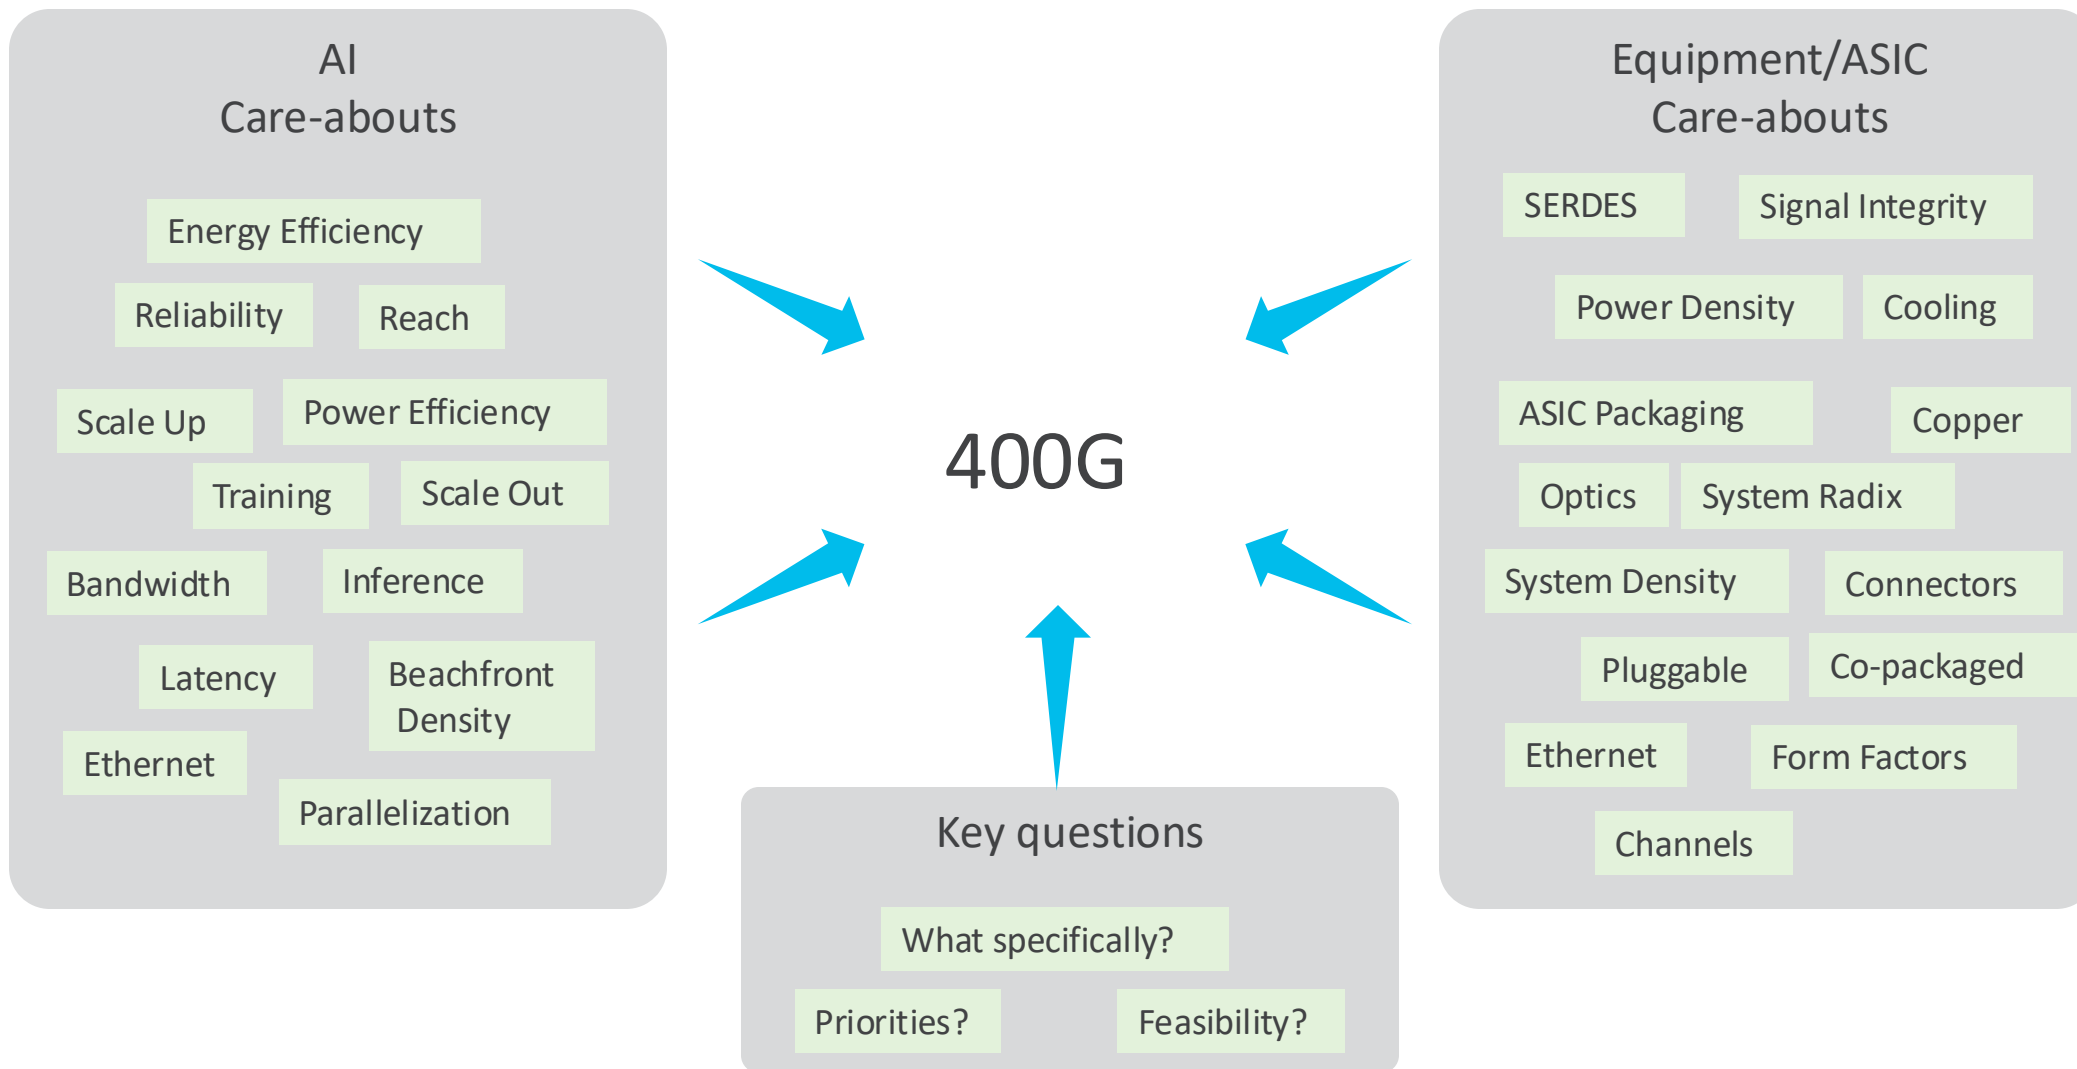 AI
Care-abouts
Energy Efficiency
Reliability
Reach
Scale Up
Power Efficiency
Training
Scale Out
Bandwidth
Inference
Latency
Beachfront
Density
Ethernet
Parallelization
400G
Key questions
What specifically?
Priorities?
Feasibility?
Equipment/ASIC
Care-abouts
SERDES
Signal Integrity
Power Density
Cooling
ASIC Packaging
Copper
Optics
System Radix
System Density
Connectors
Pluggable
Co-packaged
Ethernet
Form Factors
Channels